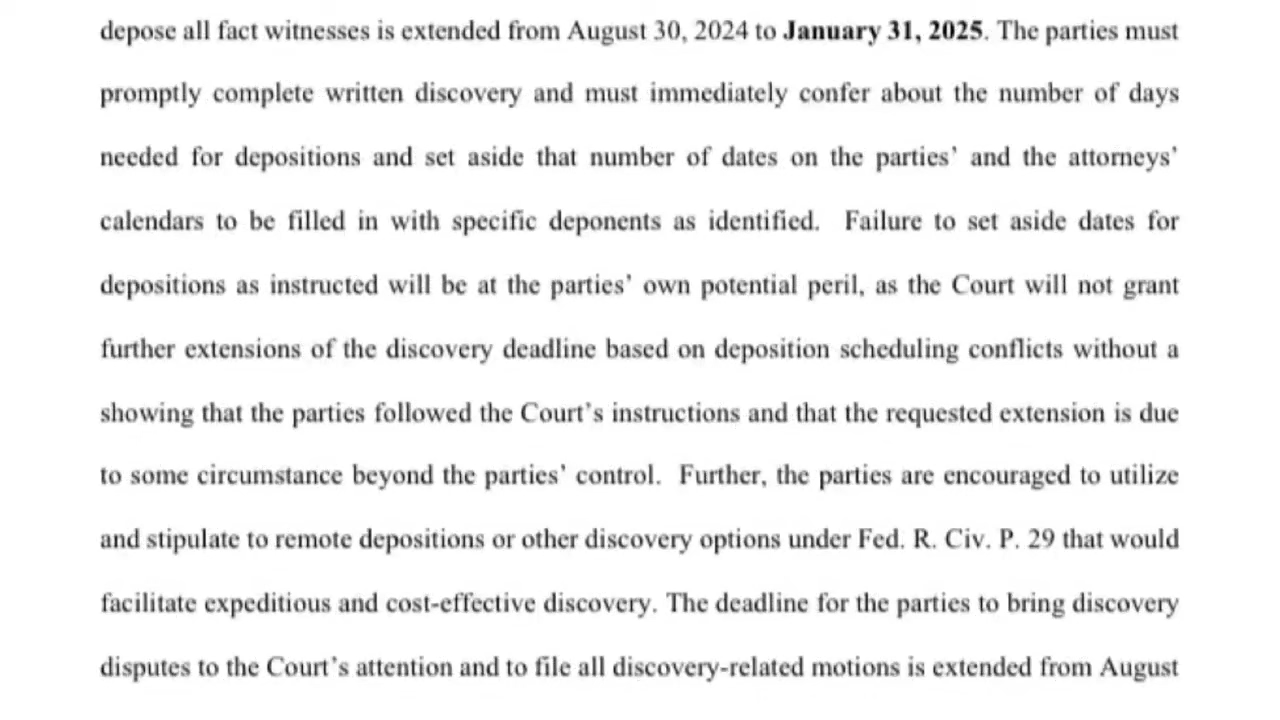 depose all fact witnesses is extended from August 30, 2024 to January 31, 2025. The parties must
promptly complete written discovery and must immediately confer about the number of days
needed for depositions and set aside that number of dates on the parties’ and the attorneys’
calendars to be filled in with specific deponents as identified.  Failure to set aside dates for
depositions as instructed will be at the parties’ own potential peril, as the Court will not grant
further extensions of the discovery deadline based on deposition scheduling conflicts without a
showing that the parties followed the Court’s instructions and that the requested extension is due
to some circumstance beyond the parties’ control.  Further, the parties are encouraged to utilize
and stipulate to remote depositions or other discovery options under Fed. R. Civ. P. 29 that would
facilitate expeditious and cost-effective discovery. The deadline for the parties to bring discovery
disputes to the Court’s attention and to file all discovery-related motions is extended from August